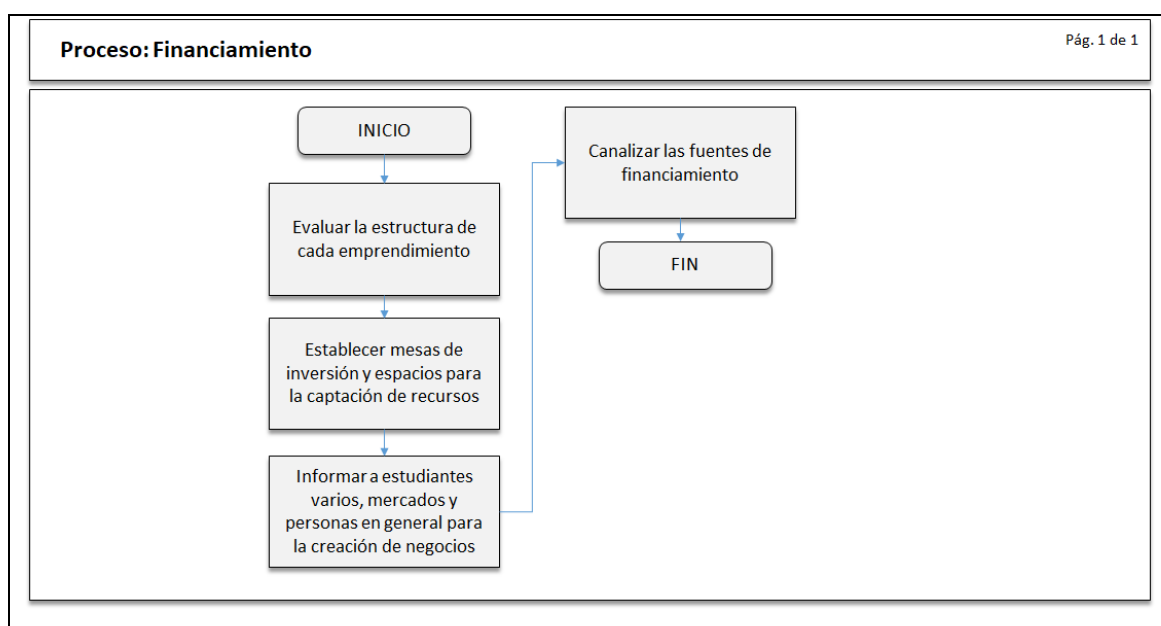 Proceso: Financiamiento
Pág. 1 de 1
INICIO
Evaluar la estructura de
cada emprendimiento
Establecer mesas de
inversión y espacios para
la captación de recursos
Informar a estudiantes
varios, mercados y
personas en general para
la creación de negocios
Canalizar las fuentes de
financiamiento
FIN